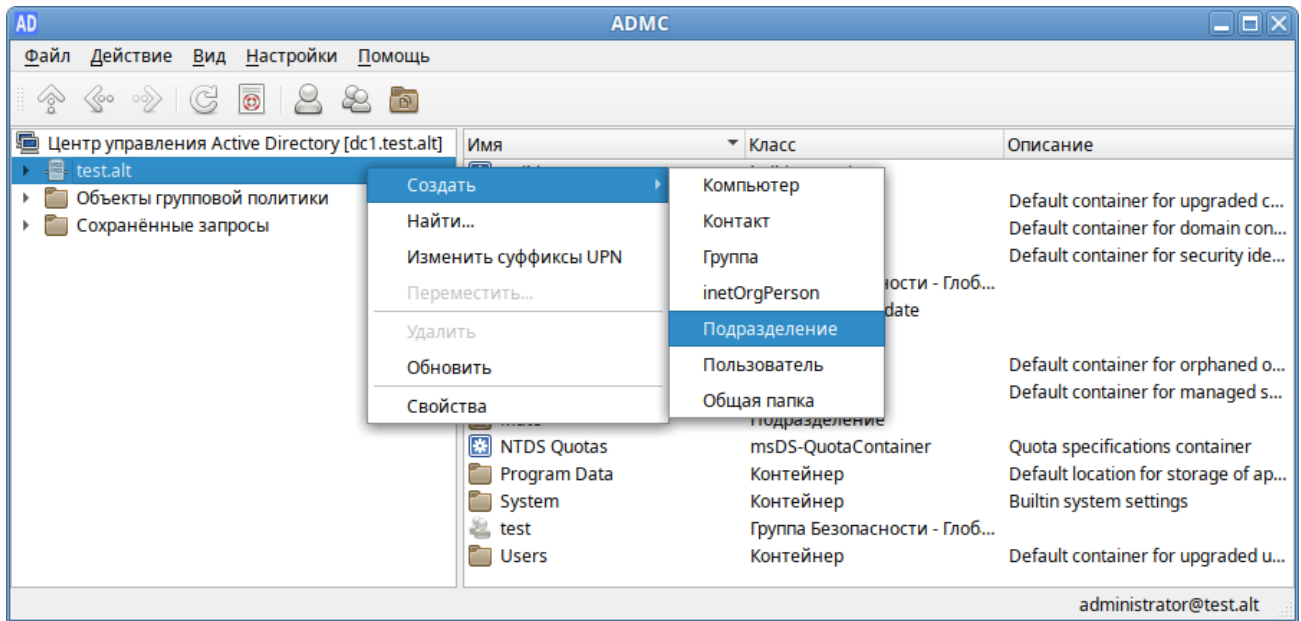 AD ADMC
Файл Действие Вид Настройки Помощь
Центр управления Active Directory [dc1.test.alt]
test.alt
Объекты групповой политики
Сохранённые запросы
Имя Класс Описание
Создать
Найти...
Изменить суффиксы UPN
Переместить...
Удалить
Обновить
Свойства
Компьютер
Контакт
Группа
inetOrgPerson
Подразделение
Пользователь
Общая папка
Default container for upgraded c...
Default container for domain con...
Default container for security ide...
ности - Глоб...
date
Default container for orphaned o...
Default container for managed s...
Подразделение
NTDS Quotas msDS-QuotaContainer Quota specifications container
Program Data Контейнер Default location for storage of ap...
System Контейнер Builtin system settings
test Группа Безопасности - Глоб...
Users Контейнер Default container for upgraded u...
administrator@test.alt